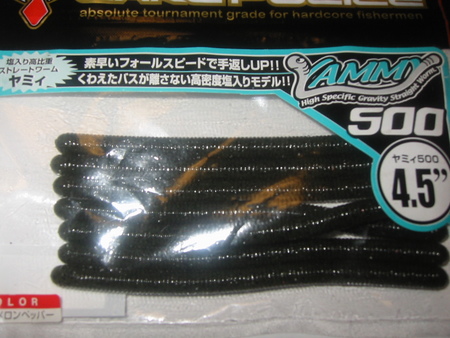 absolute tournament grade for hardcore fishermen
塩入り高比重
ストレートワーム
ヤミィ
素早いフォールスピードで手返しUP!!
くわえたバスが離さない高密度塩入りモデル!!
YAMMY
High Specific Gravity Straight Worm
500
ヤミィ500
4.5"
OLOR
メロンペッパー